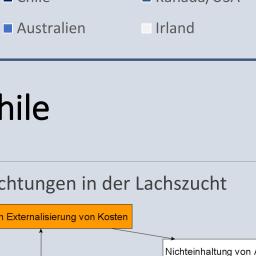 Chile Kanada/USA
Australien Irland
hile
chtungen in der Lachszucht
n Externalisierung von Kosten
Nichteinhaltung von A